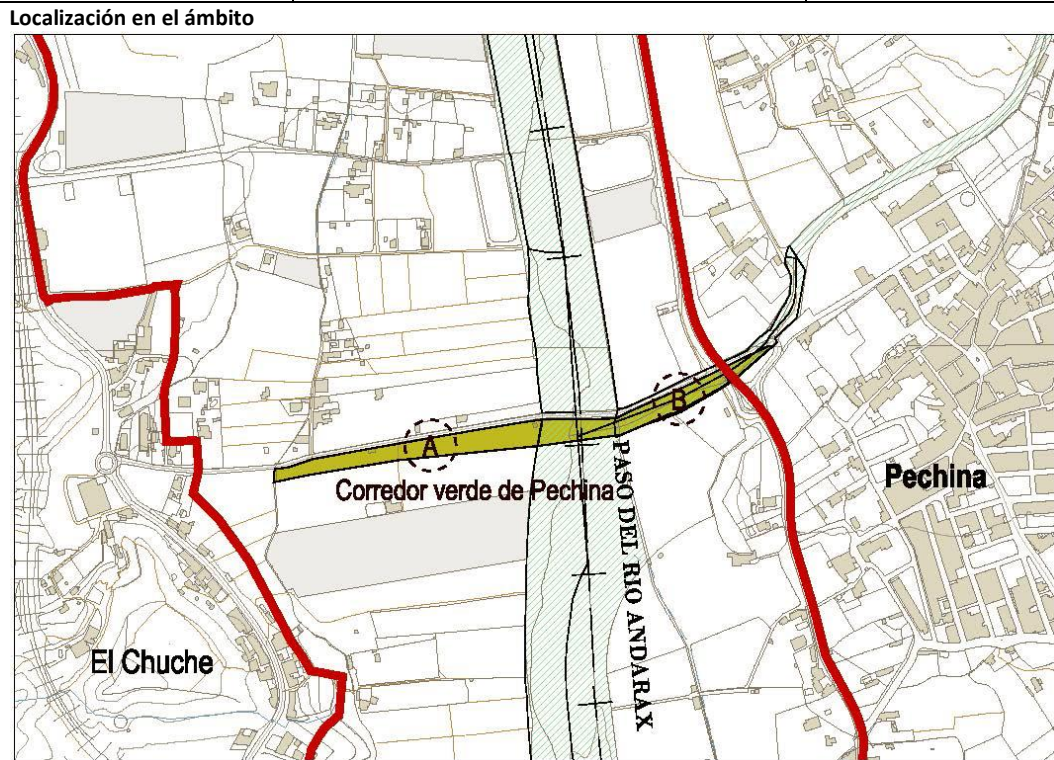 Localización en el ámbito
A
B
Corredor verde de Pechina
PASO DEL RIO ANDARAX
Pechina
El Chuche